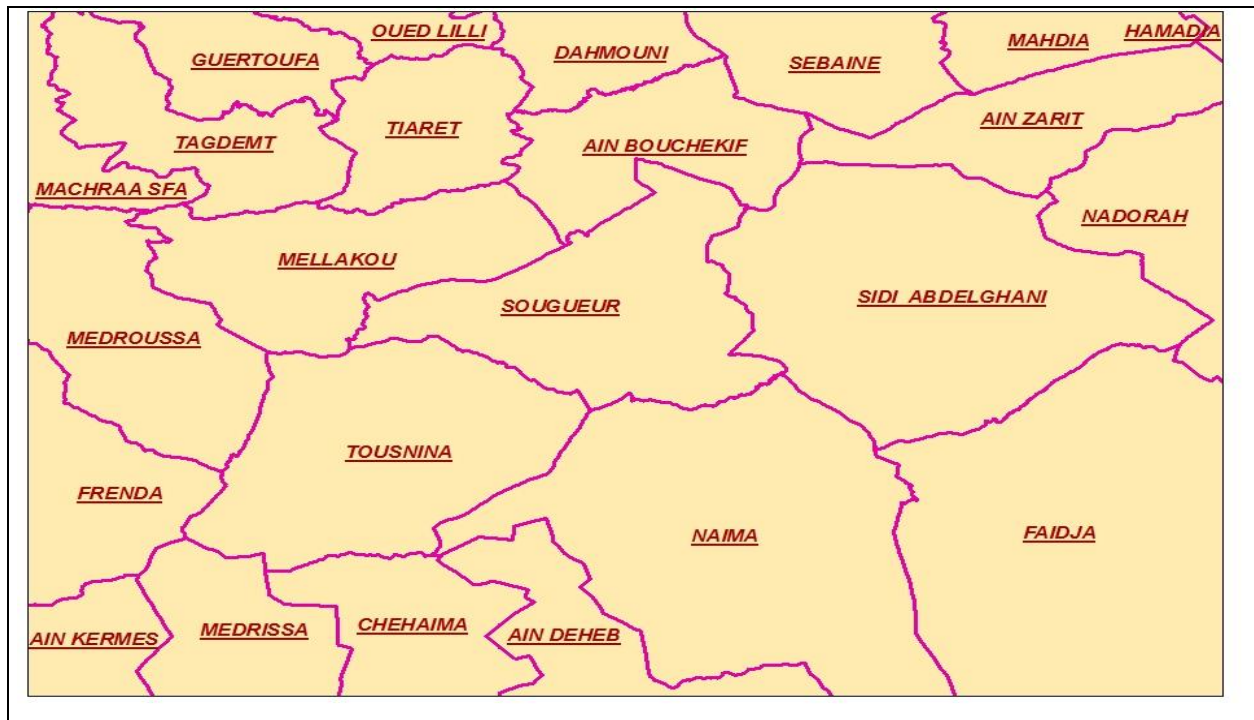 OUED LILLI
HAMADIA
MAHDIA
DAHMOUNI
GUERTOUFA
SEBAINE
AIN ZARIT
TIARET
TAGDEMT
AIN BOUCHEKIF
MACHRAA SFA
NADORAH
MELLAKOU
SIDI ABDELGHANI
SOUGUEUR
MEDROUSSA
TOUSNINA
FRENDA
NAIMA
FAIDJA
CHEHAIMA
MEDRISSA
AIN DEHEB
AIN KERMES